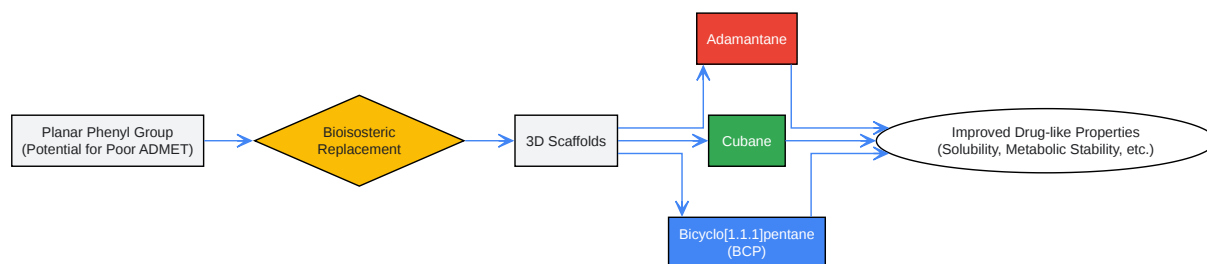 Planar Phenyl Group
(Potential for Poor ADMET)
Bioisosteric
Replacement
3D Scaffolds
Adamantane
Cubane
Bicyclo[1.1.1]pentane
(BCP)
Improved Drug-like Properties
(Solubility, Metabolic Stability, etc.)